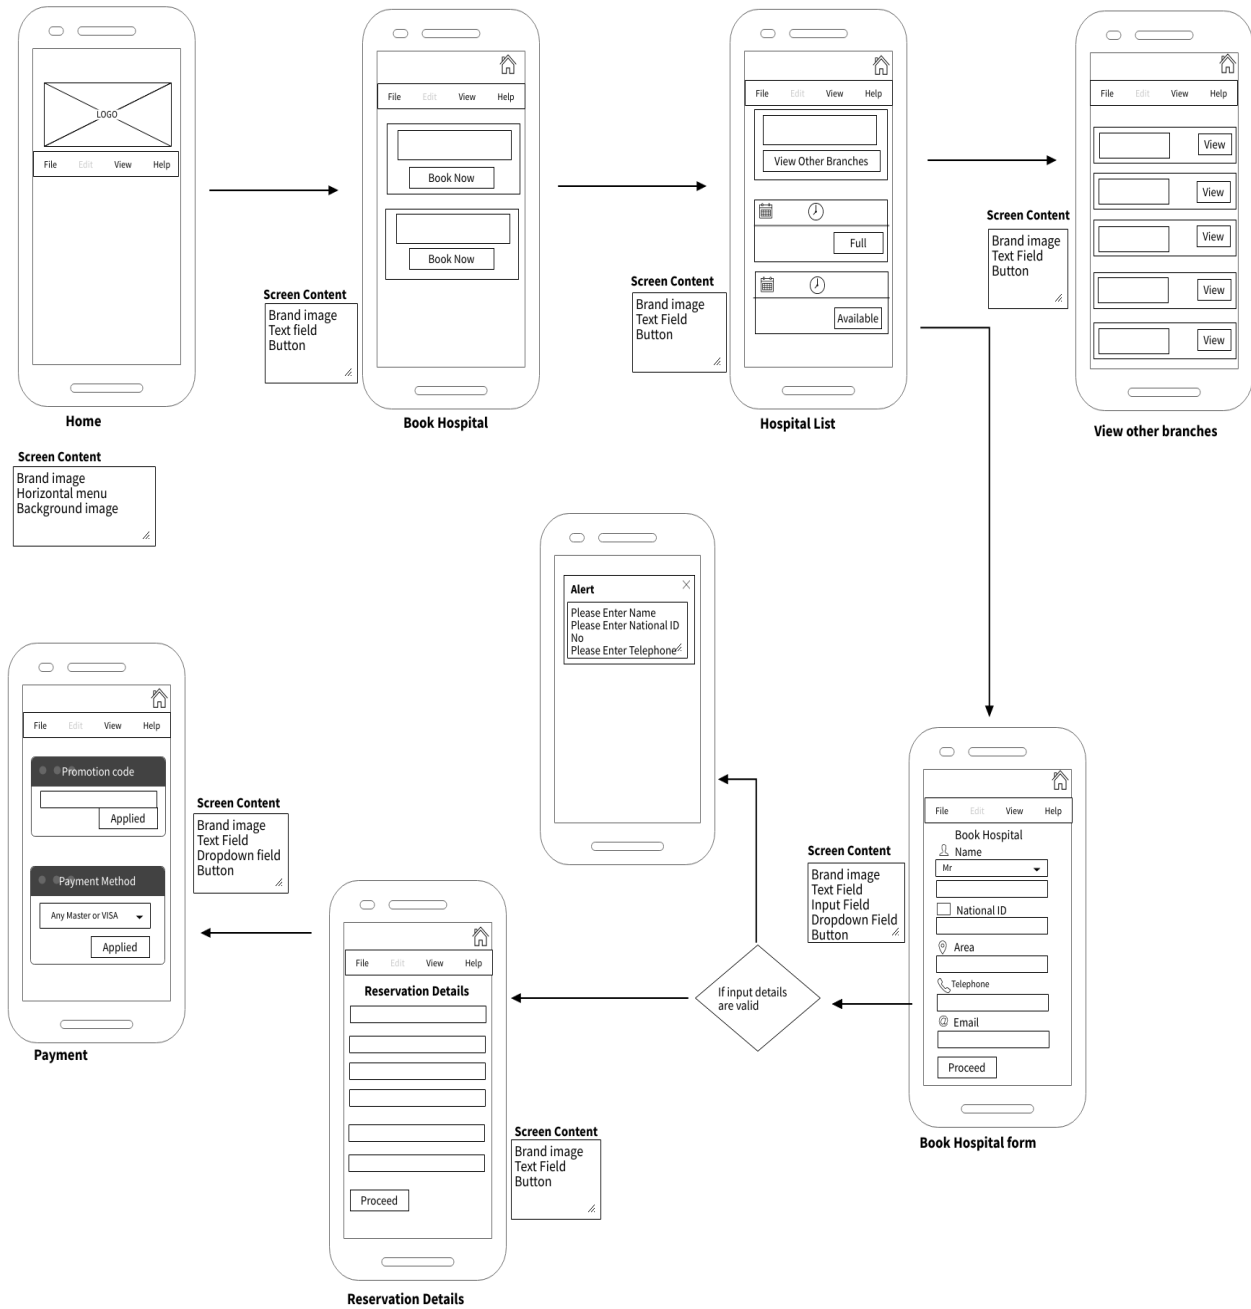 LOGO
File Edit View Help
Home
Screen Content
Brand image
Horizontal menu
Background image
File Edit View Help
Book Now
Book Now
Book Hospital
Screen Content
Brand image
Text field
Button
File Edit View Help
View Other Branches
Full
Available
Hospital List
Screen Content
Brand image
Text Field
Button
File Edit View Help
View
View
View
View
View
View other branches
Screen Content
Brand image
Text Field
Button
Alert
Please Enter Name
Please Enter National ID
No
Please Enter Telephone
File Edit View Help
Book Hospital
Name
Mr
National ID
Area
Telephone
@ Email
Proceed
Book Hospital form
Screen Content
Brand image
Text Field
Input Field
Dropdown Field
Button
If input details
are valid
File Edit View Help
Reservation Details
Proceed
Reservation Details
Screen Content
Brand image
Text Field
Button
File Edit View Help
Promotion code
Applied
Payment Method
Any Master or VISA
Applied
Payment
Screen Content
Brand image
Text Field
Dropdown field
Button